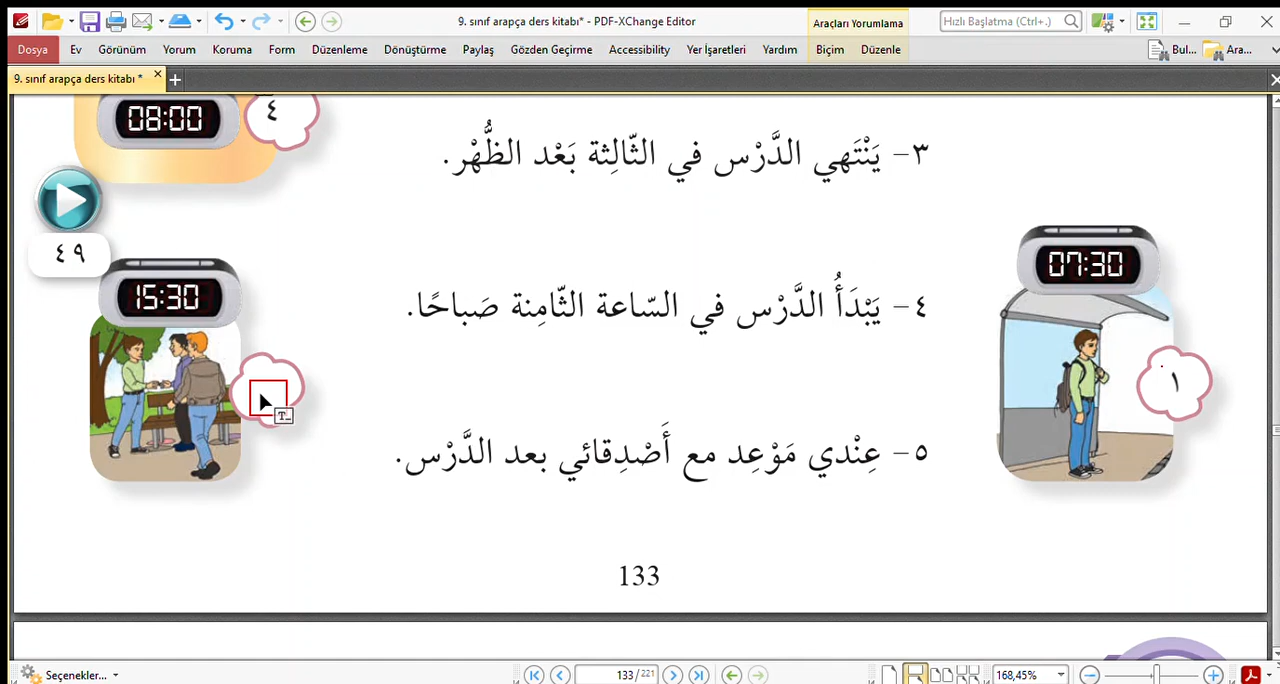 9. sınıf arapça ders kitabı* - PDF-XChange Editor
Araçları Yorumlama
Hızlı Başlatma (Ctrl+.)
Dosya Ev Görünüm Yorum Koruma Form Düzenleme Dönüştürme Paylaş Gözden Geçirme Accessibility Yer İşaretleri Yardım Biçim Düzenle Bul... Ara...
9. sınıf arapça ders kitabı *
08:00
٤
٣- يَنْتَهي الدَّرْس في الثّالِثة بَعْد الظُّهْر.
٤٩
15:30
07:30
٤- يَبْدَأُ الدَّرْس في السّاعة الثّامِنة صَباحًا.
١
T
٥- عِنْدي مَوْعِد مع أَصْدِقائي بعد الدَّرْس.
133
Seçenekler...
133 / 221
168,45%